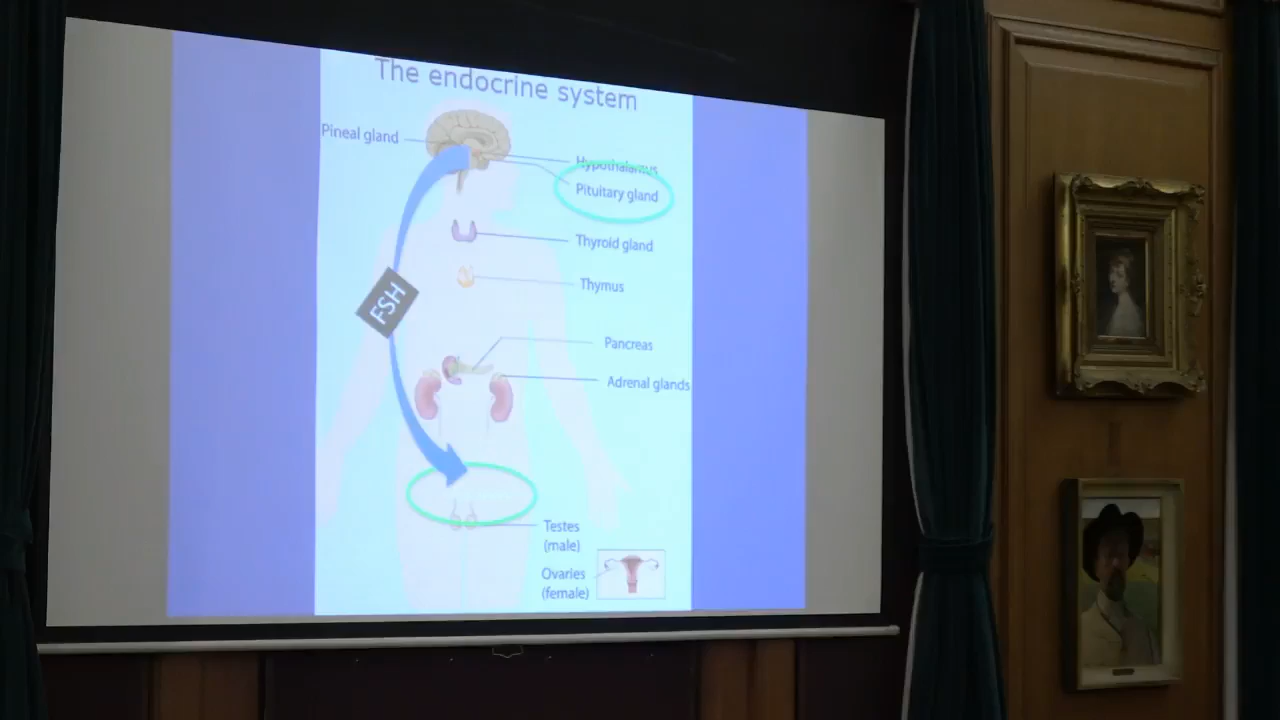 The endocrine system
Pineal gland
Hypothalamus
Pituitary gland
Thyroid gland
Thymus
FSH
Pancreas
Adrenal glands
Testes
(male)
Ovaries
(female)